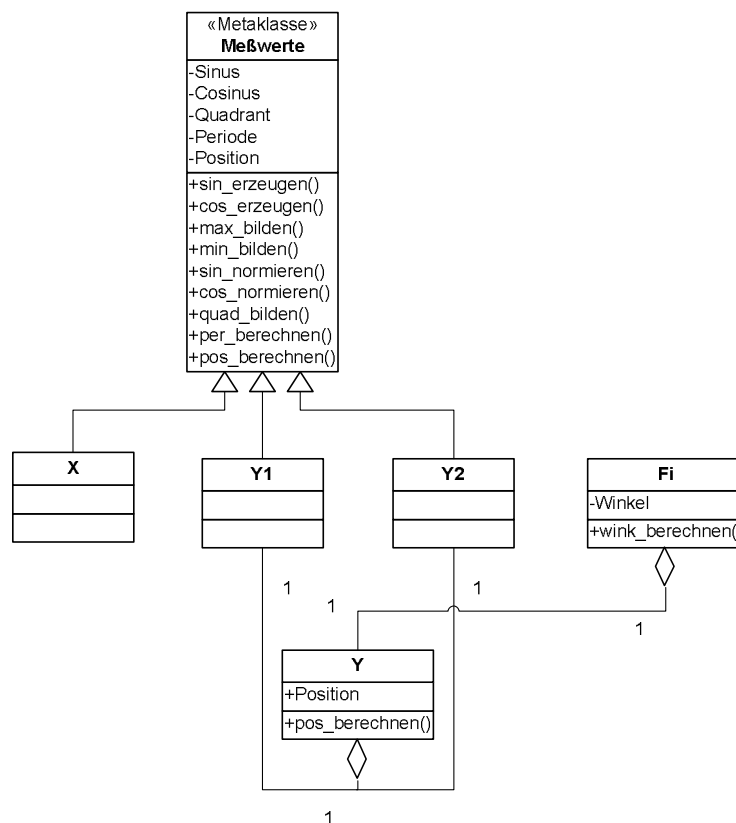 «Metaklasse»
Meßwerte
-Sinus
-Cosinus
-Quadrant
-Periode
-Position
+sin_erzeugen()
+cos_erzeugen()
+max_bilden()
+min_bilden()
+sin_normieren()
+cos_normieren()
+quad_bilden()
+per_berechnen()
+pos_berechnen()
X
Y1
Y2
Fi
-Winkel
+wink_berechnen(
1
1
1
1
Y
+Position
+pos_berechnen()
1